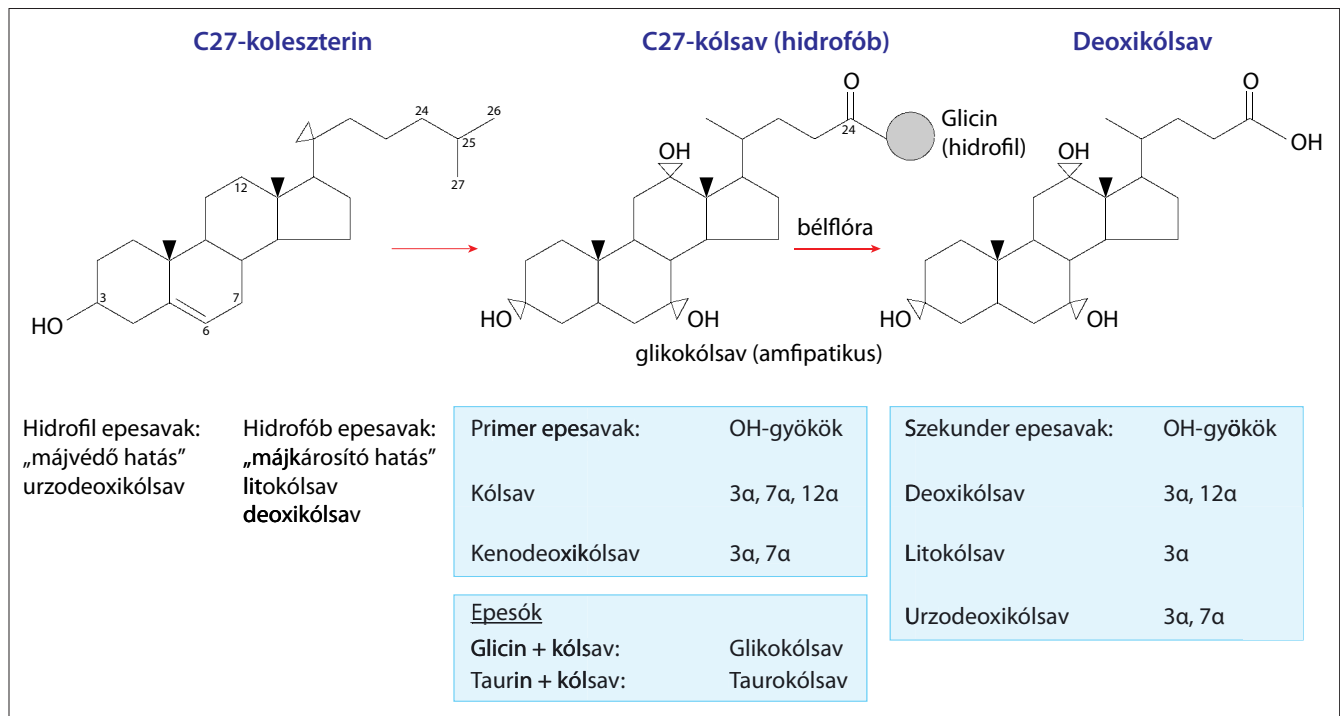 C27-koleszterin
C27-kólsav (hidrofób)
Deoxikólsav
24
26
25
27
12
3
7
6
HO
O
24
Glicin
(hidrofil)
OH
HO
OH
glikokólsav (amfipatikus)
bélflóra
O
OH
OH
HO
OH
Hidrofil epesavak:
„májvédő hatás”
urzodeoxikólsav
Hidrofób epesavak:
„májkárosító hatás”
litokólsav
deoxikólsav
Primer epesavak: OH-gyökök
Kólsav 3α, 7α, 12α
Kenodeoxikólsav 3α, 7α
Epesók
Glicin + kólsav: Glikokólsav
Taurin + kólsav: Taurokólsav
Szekunder epesavak: OH-gyökök
Deoxikólsav 3α, 12α
Litokólsav 3α
Urzodeoxikólsav 3α, 7α